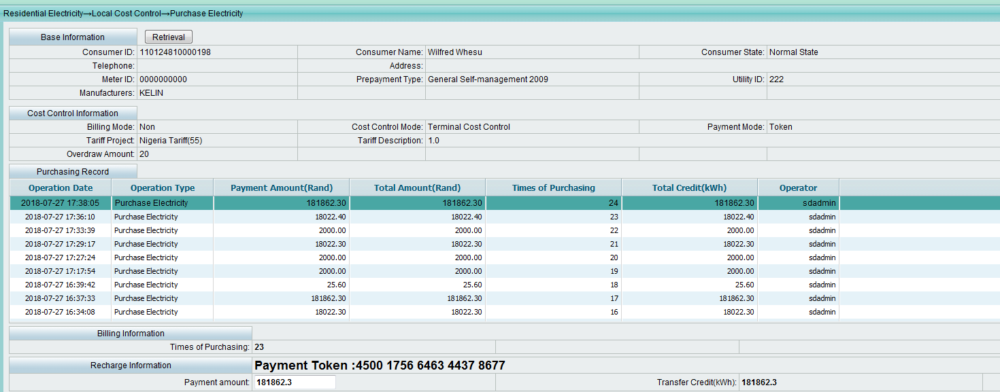 Residential Electricity→Local Cost Control→Purchase Electricity
Base Information Retrieval
Consumer ID: 110124810000198 Consumer Name: Wilfred Whesu Consumer State: Normal State
Telephone: Address:
Meter ID: 0000000000 Prepayment Type: General Self-management 2009 Utility ID: 222
Manufacturers: KELIN
Cost Control Information
Billing Mode: Non Cost Control Mode: Terminal Cost Control Payment Mode: Token
Tariff Project: Nigeria Tariff(55) Tariff Description: 1.0
Overdraw Amount: 20
Purchasing Record
Operation Date Operation Type Payment Amount(Rand) Total Amount(Rand) Times of Purchasing Total Credit(kWh) Operator
2018-07-27 17:38:05 Purchase Electricity 181862.30 181862.30 24 181862.30 sdadmin
2018-07-27 17:36:10 Purchase Electricity 18022.40 18022.40 23 18022.40 sdadmin
2018-07-27 17:33:39 Purchase Electricity 2000.00 2000.00 22 2000.00 sdadmin
2018-07-27 17:29:17 Purchase Electricity 18022.30 18022.30 21 18022.30 sdadmin
2018-07-27 17:27:24 Purchase Electricity 2000.00 2000.00 20 2000.00 sdadmin
2018-07-27 17:17:54 Purchase Electricity 2000.00 2000.00 19 2000.00 sdadmin
2018-07-27 16:39:42 Purchase Electricity 25.60 25.60 18 25.60 sdadmin
2018-07-27 16:37:33 Purchase Electricity 181862.30 181862.30 17 181862.30 sdadmin
2018-07-27 16:34:08 Purchase Electricity 18022.30 18022.30 16 18022.30 sdadmin
Billing Information
Times of Purchasing: 23
Recharge Information Payment Token :4500 1756 6463 4437 8677
Payment amount: 181862.3 Transfer Credit(kWh): 181862.3